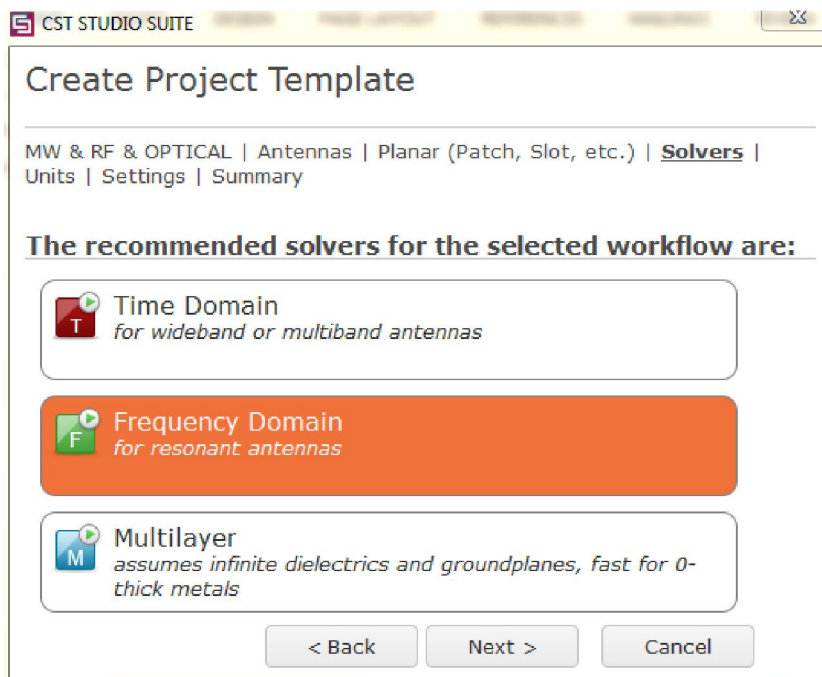 CST STUDIO SUITE
Create Project Template
MW & RF & OPTICAL | Antennas | Planar (Patch, Slot, etc.) | Solvers |
Units | Settings | Summary
The recommended solvers for the selected workflow are:
T
Time Domain
for wideband or multiband antennas
F
Frequency Domain
for resonant antennas
M
Multilayer
assumes infinite dielectrics and groundplanes, fast for 0-
thick metals
< Back
Next >
Cancel